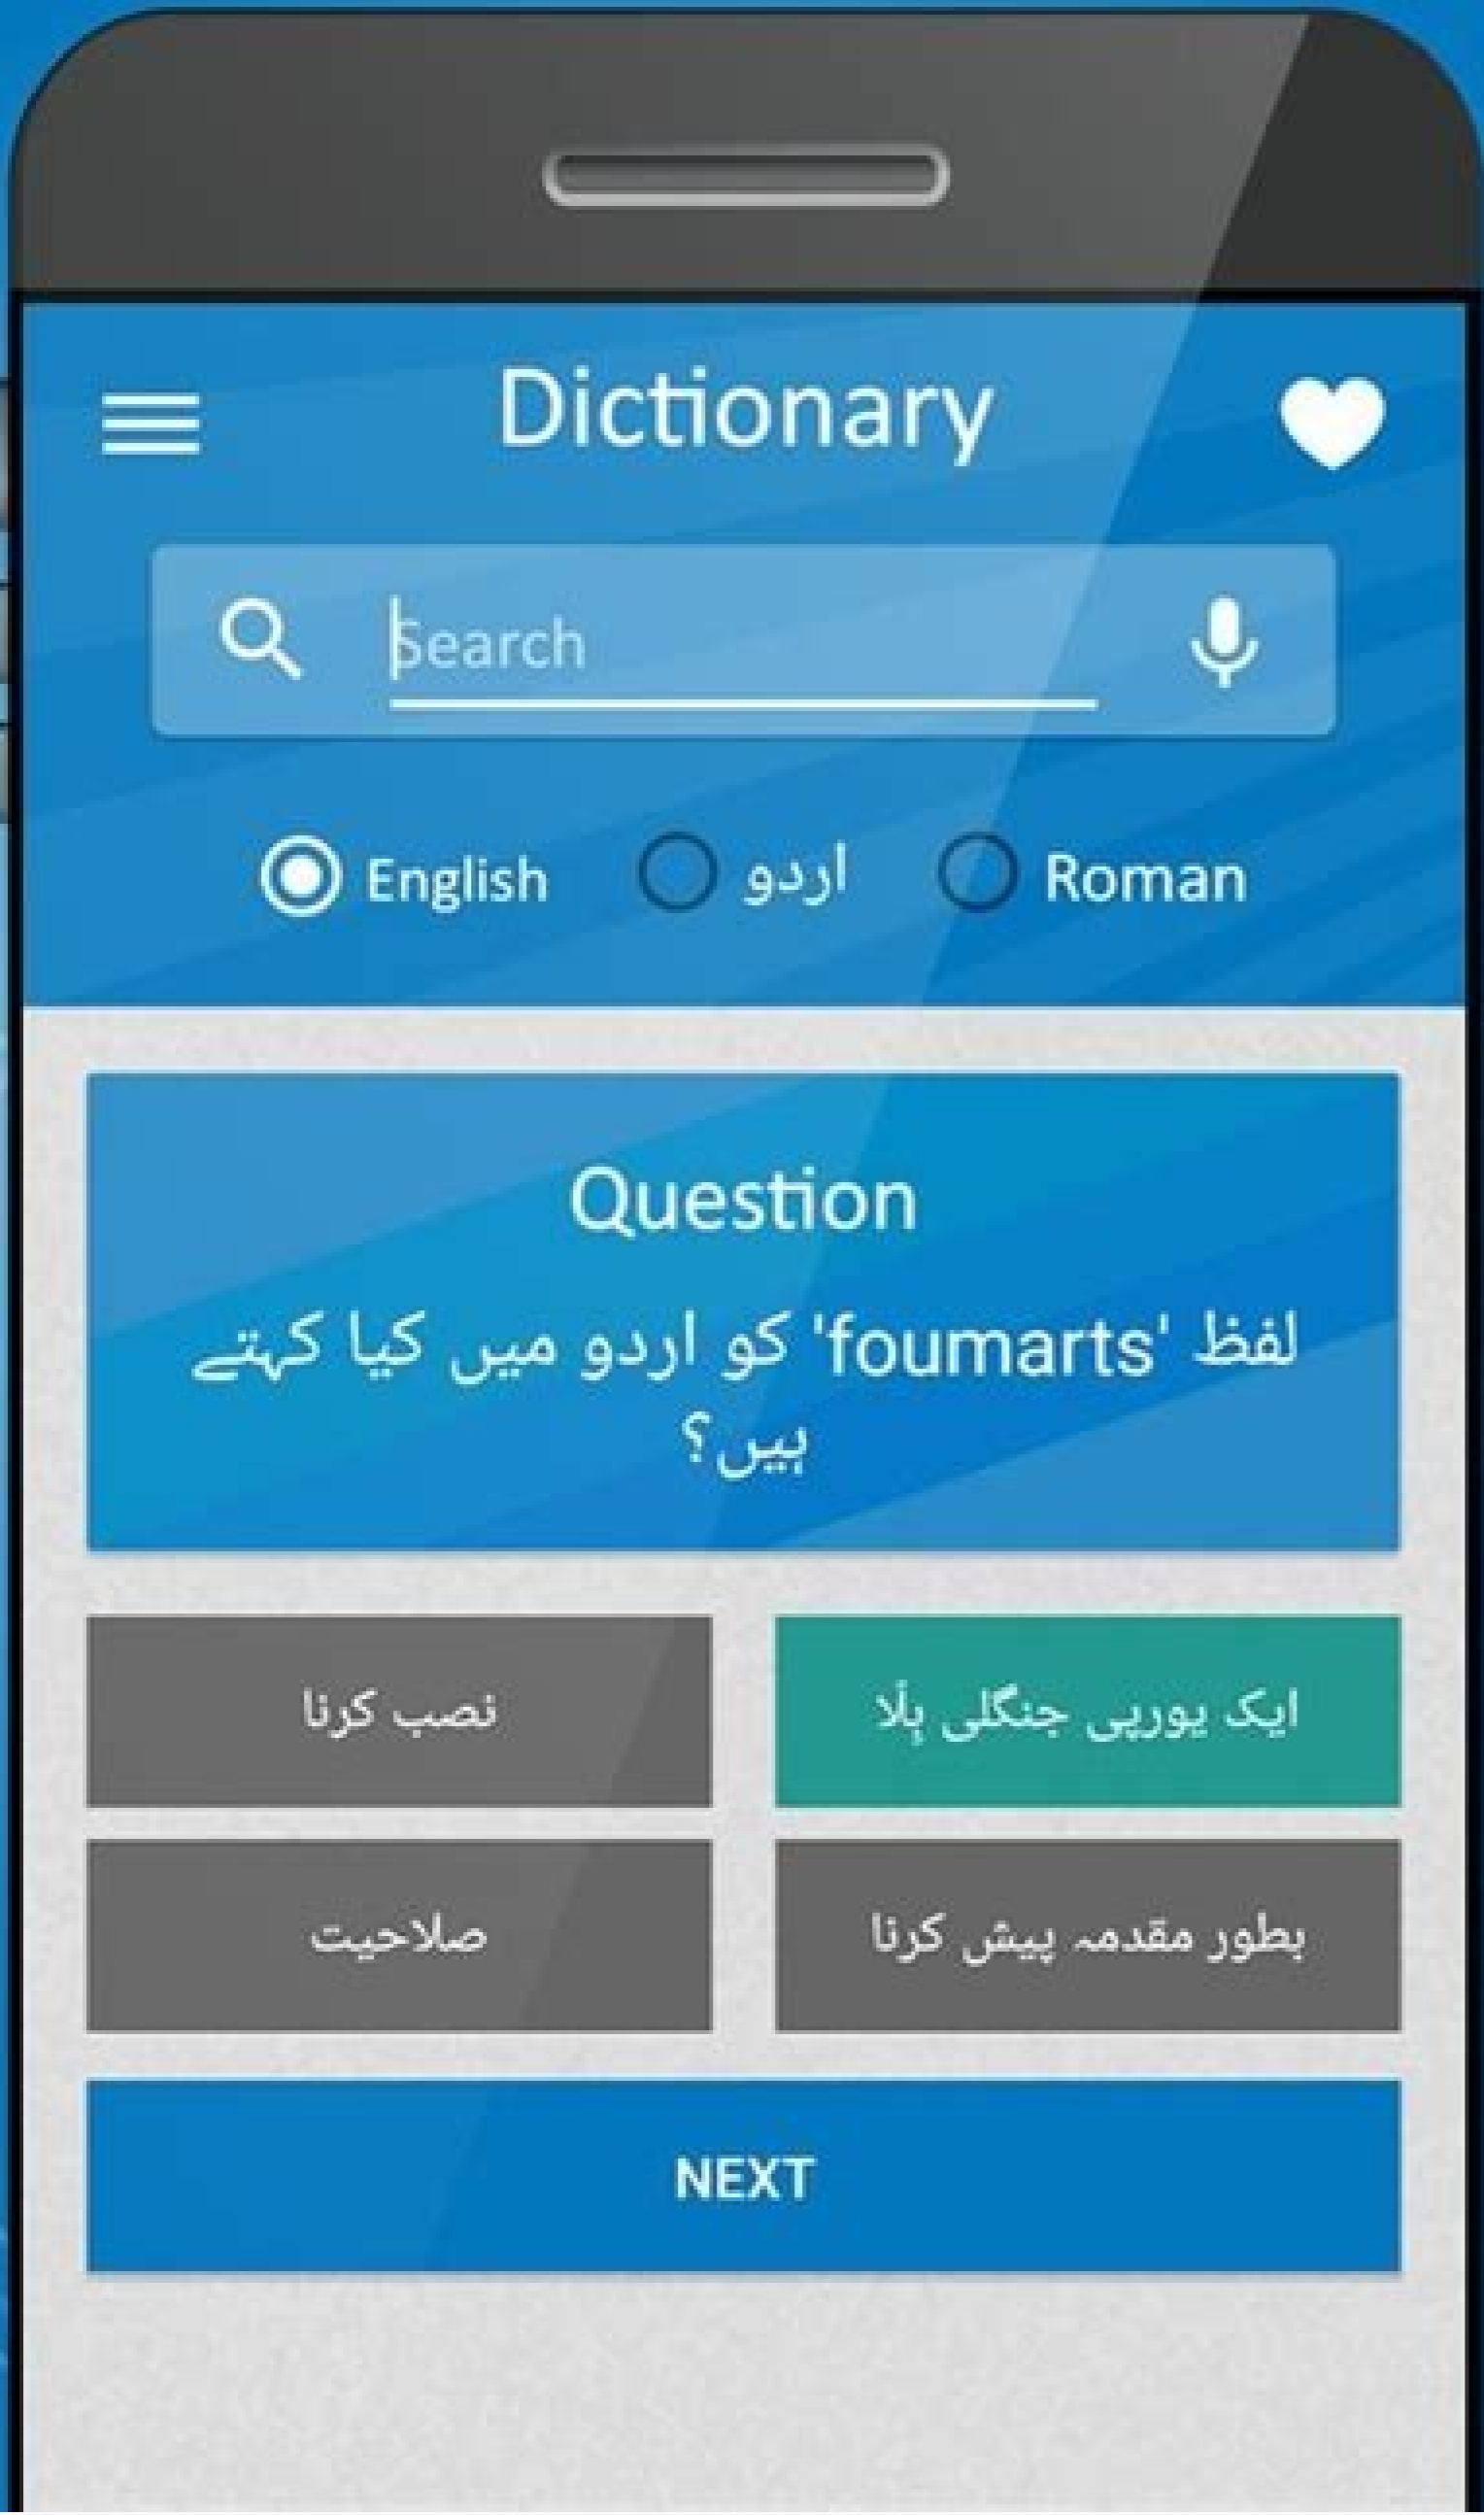 Dictionary
Search
English اردو Roman
Question
لفظ 'foumarts' کو اردو میں کیا کہتے
ہیں؟
نصب کرنا
ایک یورپی جنگلی بِلّا
صلاحیت
بطور مقدمہ پیش کرنا
NEXT